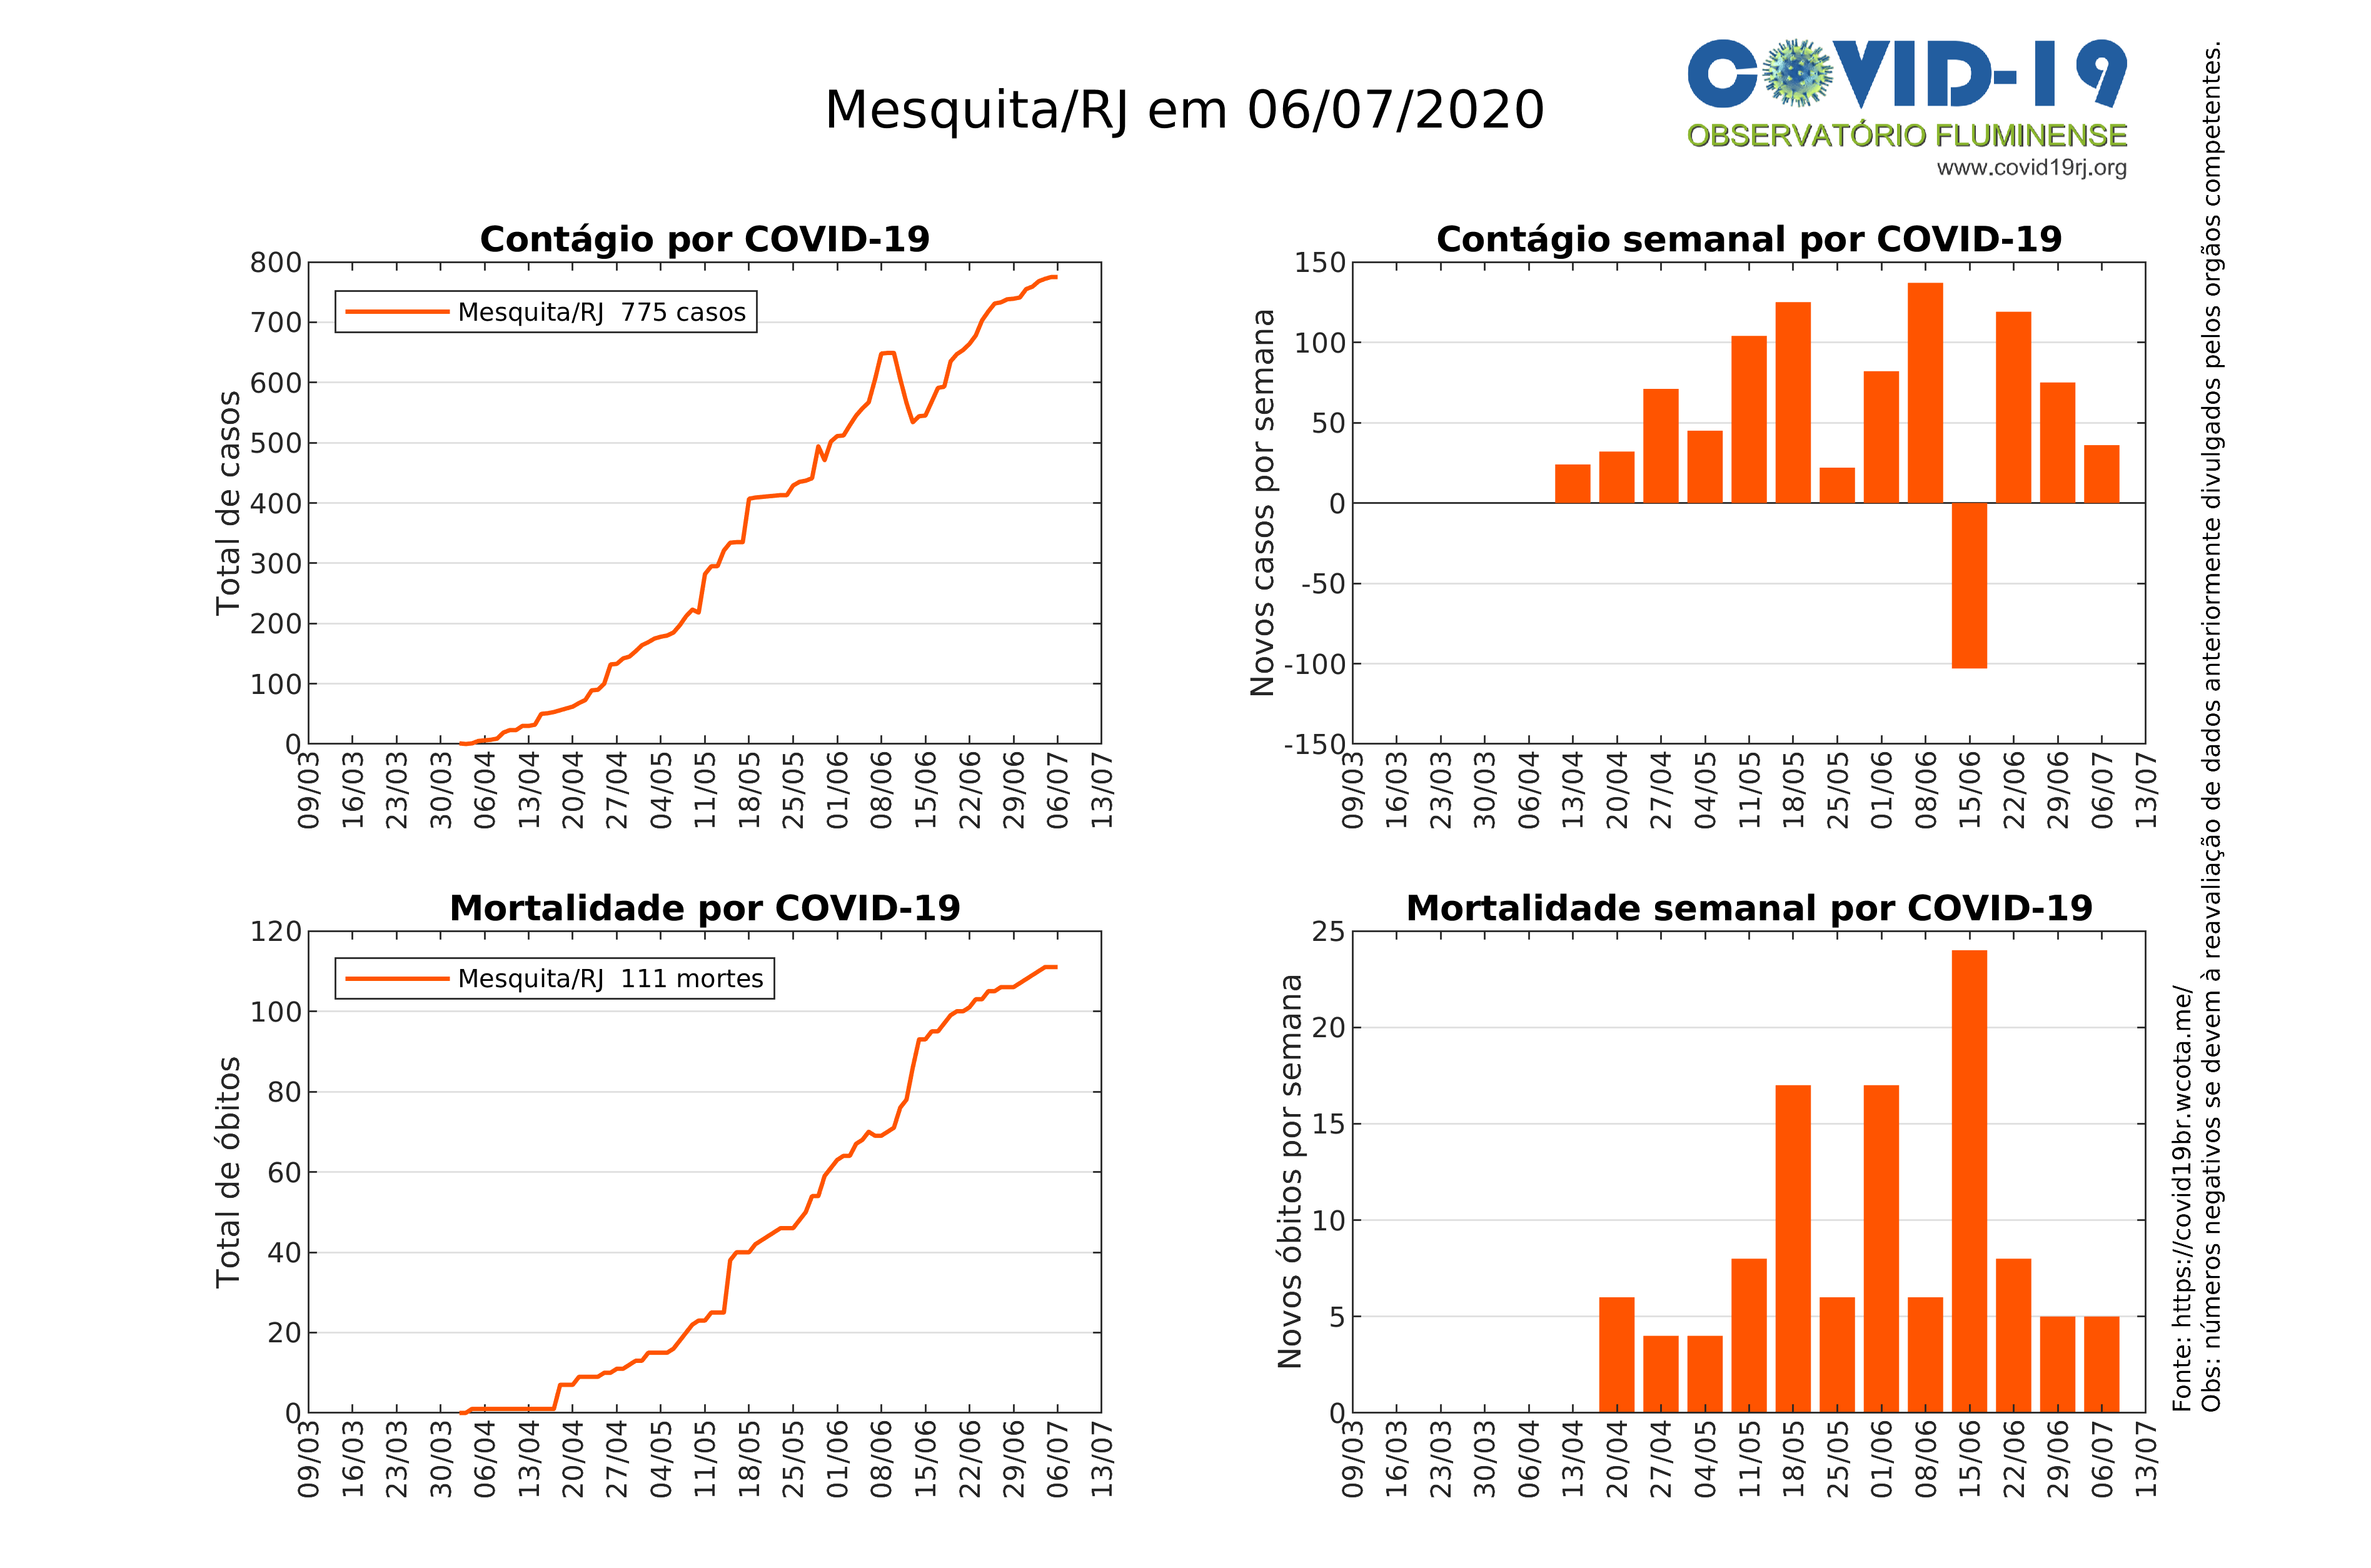 Mesquita/RJ em 06/07/2020
COVID-19
OBSERVATÓRIO FLUMINENSE
www.covid19rj.org
Contágio por COVID-19
Total de casos
800
700
600
500
400
300
200
100
0
Mesquita/RJ 775 casos
09/03 16/03 23/03 30/03 06/04 13/04 20/04 27/04 04/05 11/05 18/05 25/05 01/06 08/06 15/06 22/06 29/06 06/07 13/07
Contágio semanal por COVID-19
Novos casos por semana
150
100
50
0
-50
-100
-150
09/03 16/03 23/03 30/03 06/04 13/04 20/04 27/04 04/05 11/05 18/05 25/05 01/06 08/06 15/06 22/06 29/06 06/07 13/07
Mortalidade por COVID-19
Total de óbitos
120
100
80
60
40
20
0
Mesquita/RJ 111 mortes
09/03 16/03 23/03 30/03 06/04 13/04 20/04 27/04 04/05 11/05 18/05 25/05 01/06 08/06 15/06 22/06 29/06 06/07 13/07
Mortalidade semanal por COVID-19
Novos óbitos por semana
25
20
15
10
5
0
09/03 16/03 23/03 30/03 06/04 13/04 20/04 27/04 04/05 11/05 18/05 25/05 01/06 08/06 15/06 22/06 29/06 06/07 13/07
Fonte: https://covid19br.wcota.me/
Obs: números negativos se devem à reavaliação de dados anteriormente divulgados pelos orgãos competentes.